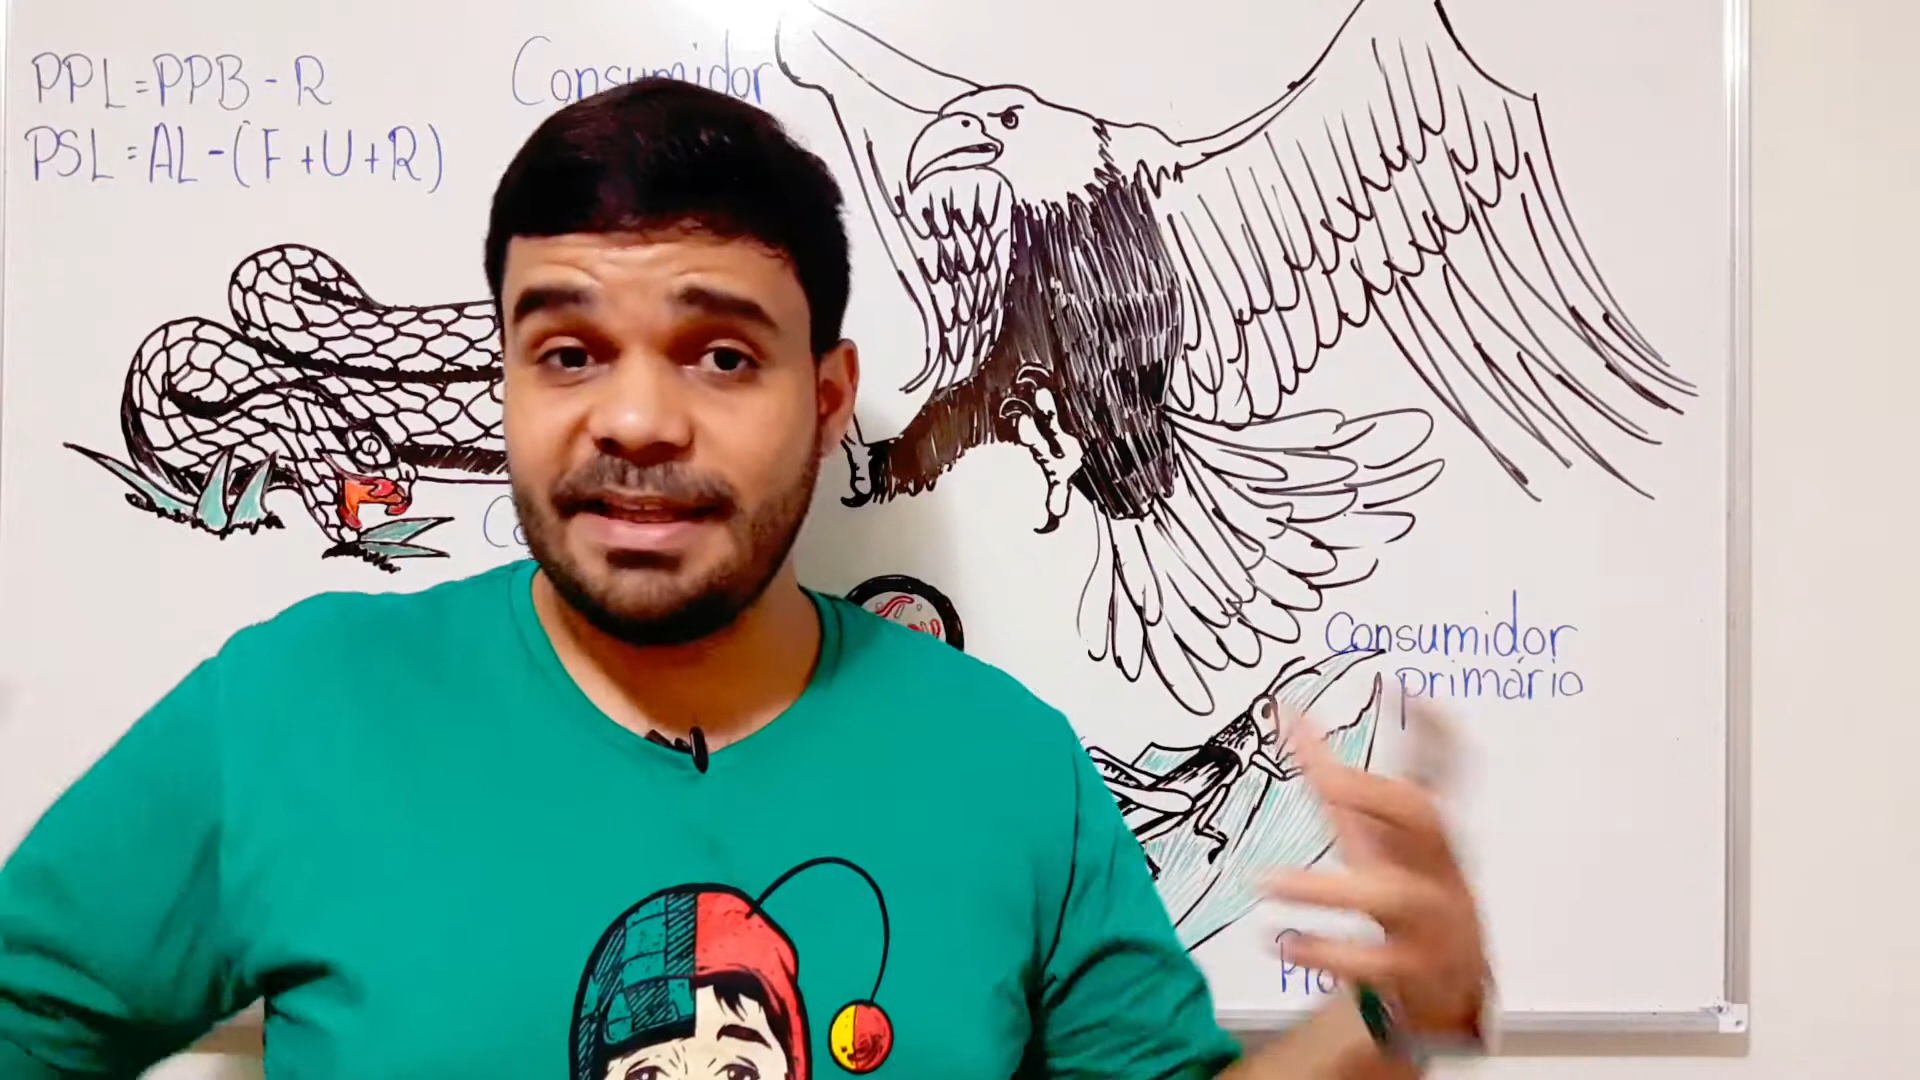 PPL=PPB-R
PSL=AL-(F+U+R)
Consumidor
Consumidor
primário